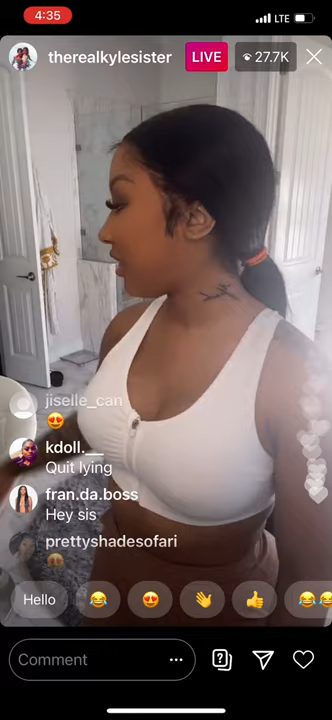 4:35
LTE
therealkylesister
LIVE
27.7K
jiselle_can
kdoll.__
Quit lying
fran.da.boss
Hey sis
prettyshadesofari
Hello
Comment